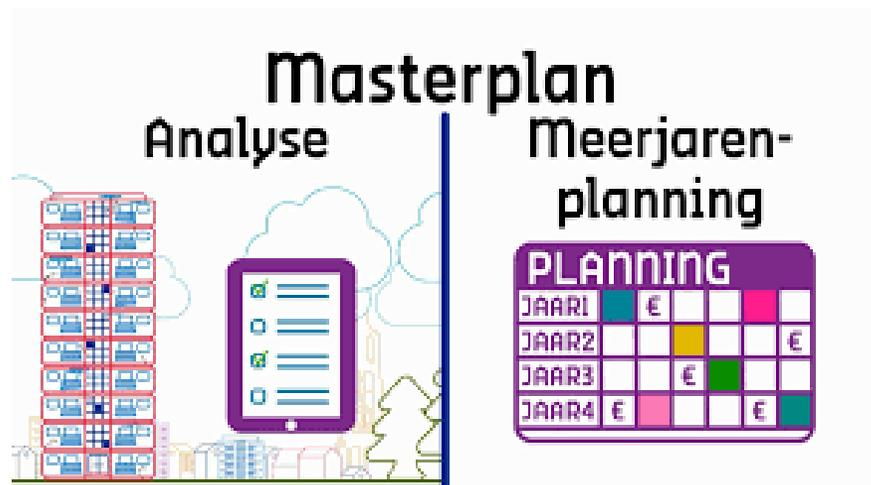 Masterplan
Analyse
Meerjaren-
planning
PLANNING
JAAR1 €
JAAR2 €
JAAR3 €
JAAR4 € €